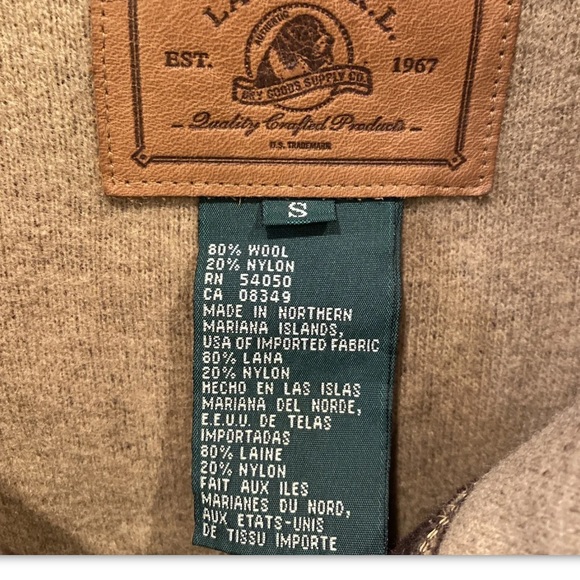 EST.
1967
AUTHENTIC
DRY GOODS SUPPLY CO.
Quality Crafted Products
U.S. TRADEMARK
S
80% WOOL
20% NYLON
RN 54050
CA 08349
MADE IN NORTHERN
MARIANA ISLANDS,
USA OF IMPORTED FABRIC
80% LANA
20% NYLON
HECHO EN LAS ISLAS
MARIANA DEL NORDE,
E.E.U.U. DE TELAS
IMPORTADAS
80% LAINE
20% NYLON
FAIT AUX ILES
MARIANES DU NORD,
AUX ETATS-UNIS
DE TISSU IMPORTE